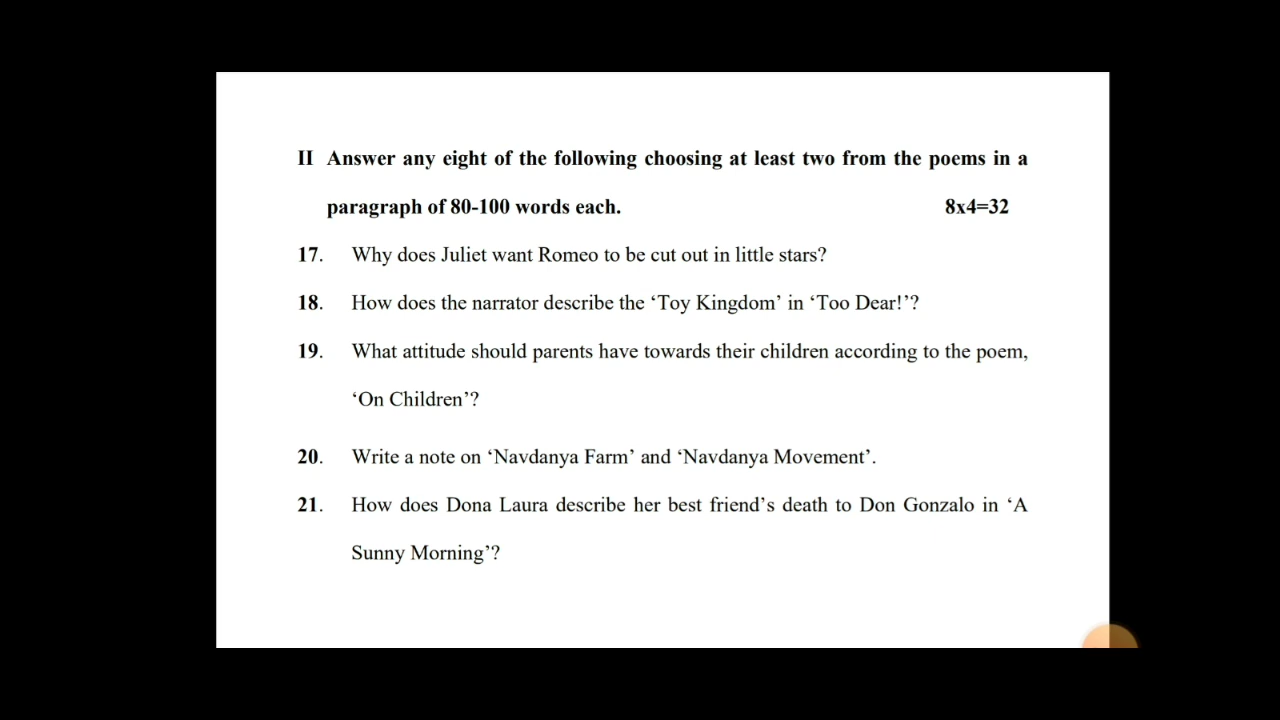 II Answer any eight of the following choosing at least two from the poems in a
paragraph of 80-100 words each. 8x4=32
17. Why does Juliet want Romeo to be cut out in little stars?
18. How does the narrator describe the ‘Toy Kingdom’ in ‘Too Dear!’?
19. What attitude should parents have towards their children according to the poem,
‘On Children’?
20. Write a note on ‘Navdanya Farm’ and ‘Navdanya Movement’.
21. How does Dona Laura describe her best friend’s death to Don Gonzalo in ‘A
Sunny Morning’?